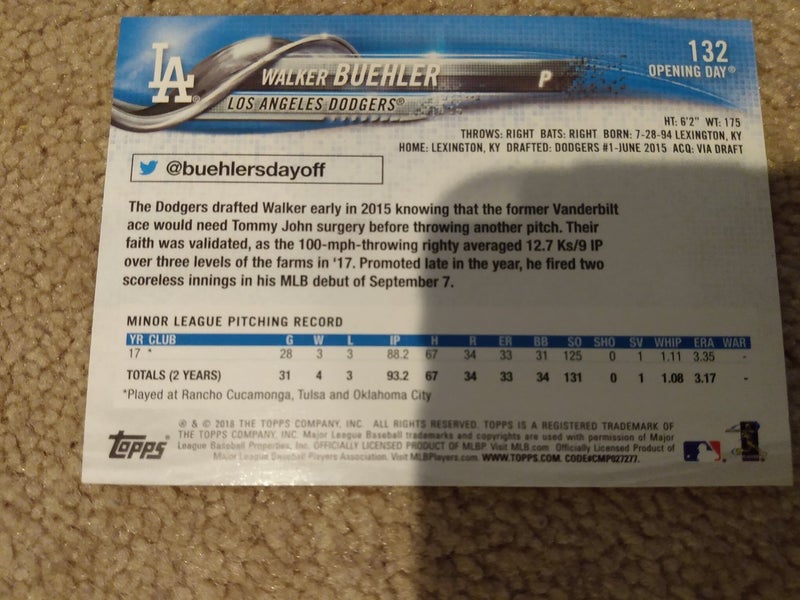 LA
132
OPENING DAY®
WALKER BUEHLER P
LOS ANGELES DODGERS®
HT: 6'2" WT: 175
THROWS: RIGHT BATS: RIGHT BORN: 7-28-94 LEXINGTON, KY
HOME: LEXINGTON, KY DRAFTED: DODGERS #1-JUNE 2015 ACQ: VIA DRAFT
@buehlersdayoff
The Dodgers drafted Walker early in 2015 knowing that the former Vanderbilt
ace would need Tommy John surgery before throwing another pitch. Their
faith was validated, as the 100-mph-throwing righty averaged 12.7 Ks/9 IP
over three levels of the farms in '17. Promoted late in the year, he fired two
scoreless innings in his MLB debut of September 7.
MINOR LEAGUE PITCHING RECORD
YR CLUB G W L IP H R ER BB SO SHO SV WHIP ERA WAR
17 * 28 3 3 88.2 67 34 33 31 125 0 1 1.11 3.35 -
TOTALS (2 YEARS) 31 4 3 93.2 67 34 33 34 131 0 1 1.08 3.17 -
*Played at Rancho Cucamonga, Tulsa and Oklahoma City
® & © 2018 THE TOPPS COMPANY, INC. ALL RIGHTS RESERVED. TOPPS IS A REGISTERED TRADEMARK OF
THE TOPPS COMPANY, INC. Major League Baseball trademarks and copyrights are used with permission of Major
League Baseball Properties, Inc. OFFICIALLY LICENSED PRODUCT OF MLBP Visit MLB.com Officially Licensed Product of
Major League Baseball Players Association. Visit MLBPlayers.com. WWW.TOPPS.COM. CODE#CMP027277.
topps®